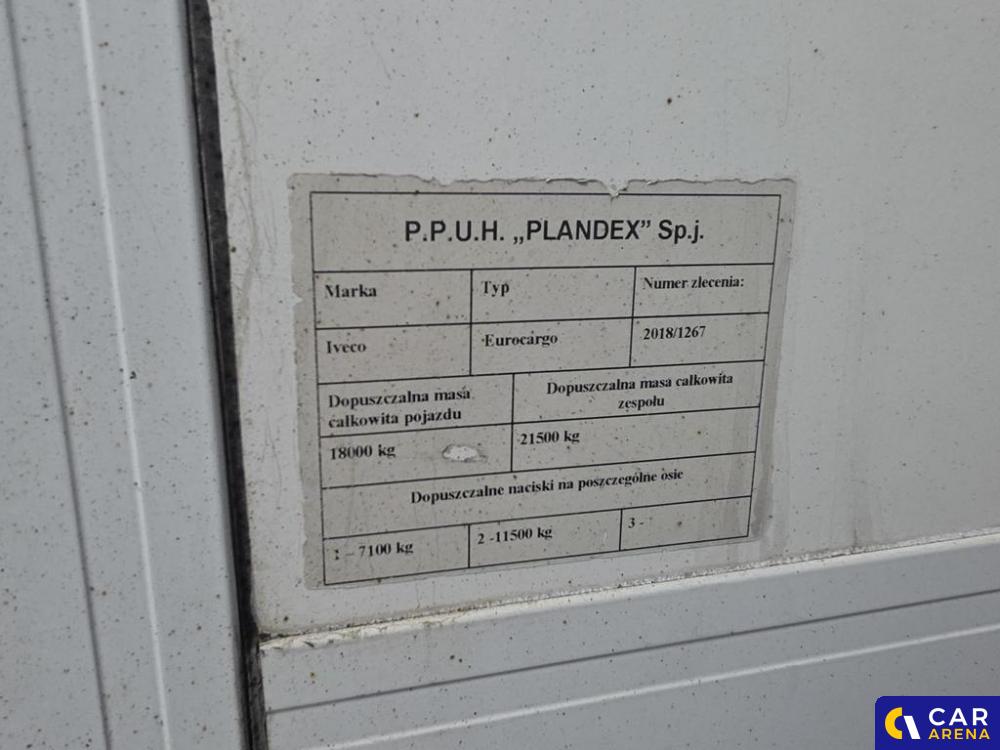 P.P.U.H. „PLANDEX” Sp.j.
Marka
Typ
Numer zlecenia:
Iveco
Eurocargo
2018/1267
Dopuszczalna masa
całkowita pojazdu
Dopuszczalna masa całkowita
zespołu
18000 kg
21500 kg
Dopuszczalne naciski na poszczególne osie
1 – 7100 kg
2 -11500 kg
3 -
CAR
ARENA